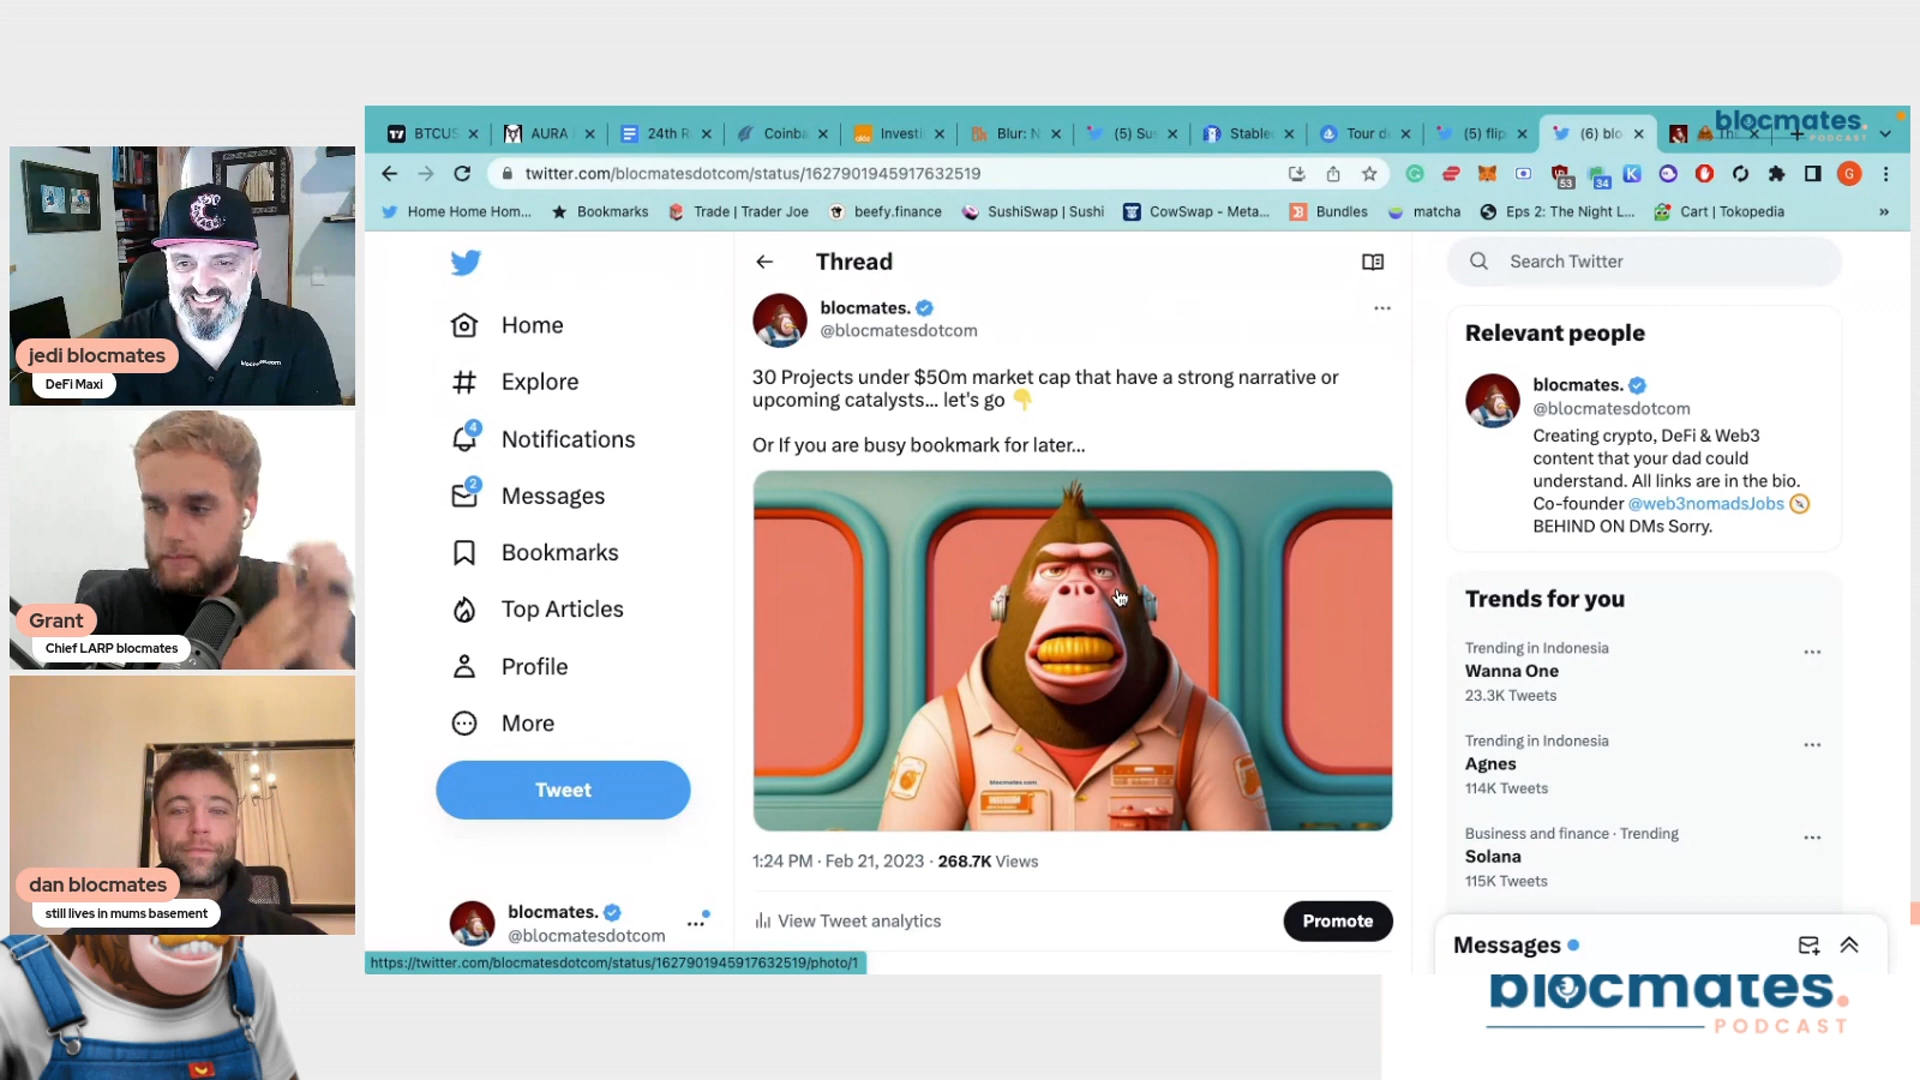 BTCUS
AURA
24th R
Coinba
Investi
Blur: N
(5) Sus
Stable
Tour d
(5) flip
(6) blo
blocmates.
PODCAST
twitter.com/blocmatesdotcom/status/1627901945917632519
53
34
G
Home Home Hom...
Bookmarks
Trade | Trader Joe
beefy.finance
SushiSwap | Sushi
CowSwap - Meta...
Bundles
matcha
Eps 2: The Night L...
Cart | Tokopedia
»
jedi blocmates
DeFi Maxi
Grant
Chief LARP blocmates
dan blocmates
still lives in mums basement
Home
Explore
4
Notifications
2
Messages
Bookmarks
Top Articles
Profile
More
Tweet
blocmates.
@blocmatesdotcom
Thread
blocmates.
@blocmatesdotcom
30 Projects under $50m market cap that have a strong narrative or
upcoming catalysts... let's go 👇
Or If you are busy bookmark for later...
blocmates.com
1:24 PM · Feb 21, 2023 · 268.7K Views
View Tweet analytics
Promote
Search Twitter
Relevant people
blocmates.
@blocmatesdotcom
Creating crypto, DeFi & Web3
content that your dad could
understand. All links are in the bio.
Co-founder @web3nomadsJobs 🧭
BEHIND ON DMs Sorry.
Trends for you
Trending in Indonesia
Wanna One
23.3K Tweets
Trending in Indonesia
Agnes
114K Tweets
Business and finance · Trending
Solana
115K Tweets
Messages
https://twitter.com/blocmatesdotcom/status/1627901945917632519/photo/1
blocmates.
PODCAST